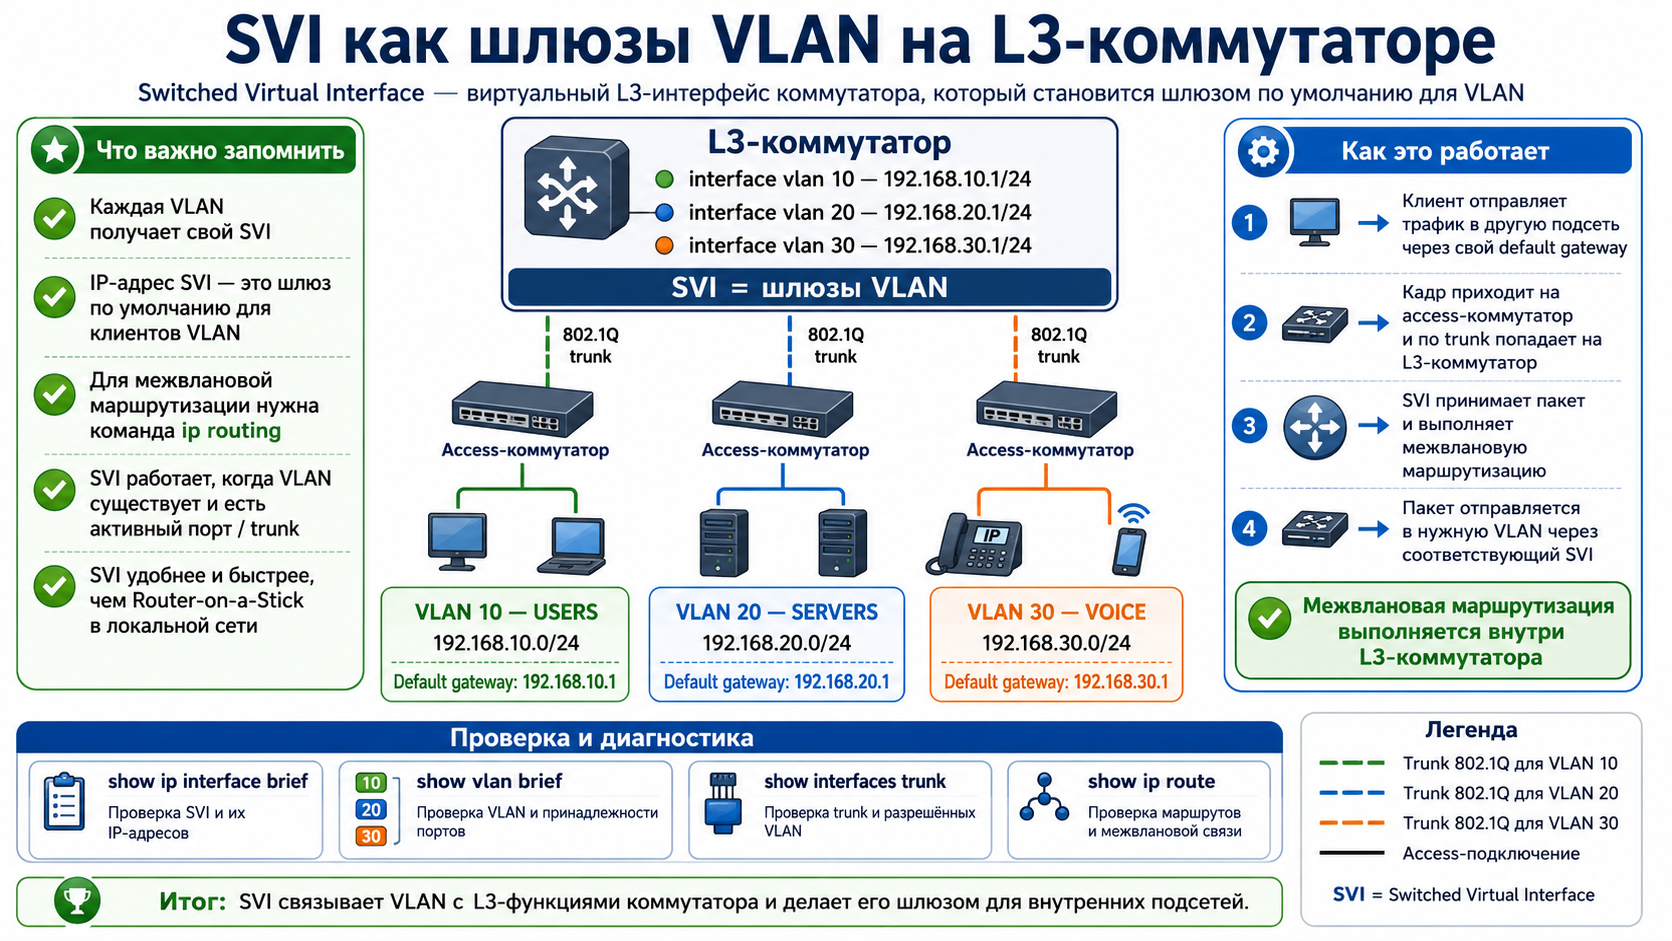 SVI как шлюзы VLAN на L3-коммутаторе
Switched Virtual Interface — виртуальный L3-интерфейс коммутатора, который становится шлюзом по умолчанию для VLAN
Что важно запомнить
Каждая VLAN
получает свой SVI
IP-адрес SVI — это шлюз
по умолчанию для
клиентов VLAN
Для межвлановой
маршрутизации нужна
команда ip routing
SVI работает, когда VLAN
существует и есть
активный порт / trunk
SVI удобнее и быстрее,
чем Router-on-a-Stick
в локальной сети
L3-коммутатор
interface vlan 10 — 192.168.10.1/24
interface vlan 20 — 192.168.20.1/24
interface vlan 30 — 192.168.30.1/24
SVI = шлюзы VLAN
802.1Q
trunk
802.1Q
trunk
802.1Q
trunk
Access-коммутатор
Access-коммутатор
Access-коммутатор
IP
VLAN 10 — USERS
192.168.10.0/24
Default gateway: 192.168.10.1
VLAN 20 — SERVERS
192.168.20.0/24
Default gateway: 192.168.20.1
VLAN 30 — VOICE
192.168.30.0/24
Default gateway: 192.168.30.1
Как это работает
1
Клиент отправляет
трафик в другую подсеть
через свой default gateway
2
Кадр приходит на
access-коммутатор
и по trunk попадает на
L3-коммутатор
3
SVI принимает пакет
и выполняет
межвлановую
маршрутизацию
4
Пакет отправляется
в нужную VLAN через
соответствующий SVI
Межвлановая маршрутизация
выполняется внутри
L3-коммутатора
Проверка и диагностика
show ip interface brief
Проверка SVI и их
IP-адресов
10
20
30
show vlan brief
Проверка VLAN и принадлежности
портов
show interfaces trunk
Проверка trunk и разрешённых
VLAN
show ip route
Проверка маршрутов
и межвлановой связи
Легенда
Trunk 802.1Q для VLAN 10
Trunk 802.1Q для VLAN 20
Trunk 802.1Q для VLAN 30
Access-подключение
SVI = Switched Virtual Interface
Итог: SVI связывает VLAN с L3-функциями коммутатора и делает его шлюзом для внутренних подсетей.